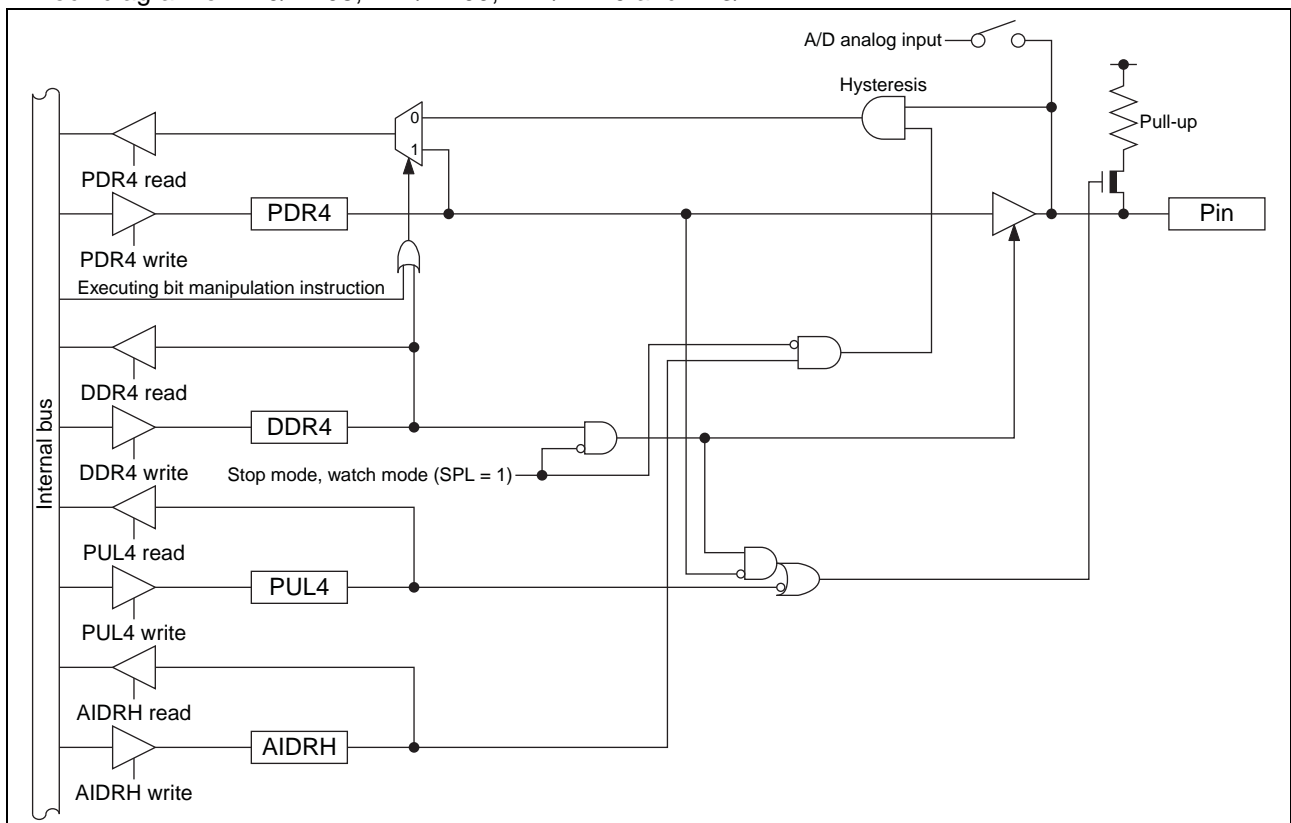 A/D analog input
Hysteresis
Pull-up
0
1
PDR4 read
PDR4
Pin
PDR4 write
Executing bit manipulation instruction
Internal bus
DDR4 read
DDR4
DDR4 write
Stop mode, watch mode (SPL = 1)
PUL4 read
PUL4
PUL4 write
AIDRH read
AIDRH
AIDRH write